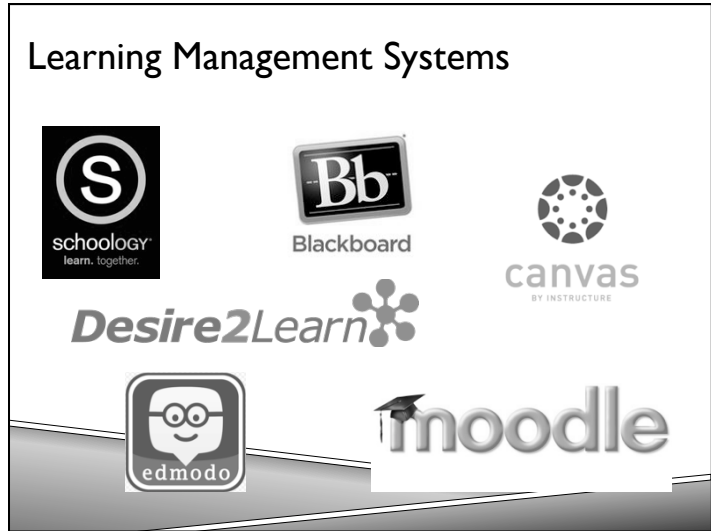 Learning Management Systems
S
schoology
learn. together.
Bb
Blackboard
canvas
BY INSTRUCTURE
Desire2Learn
edmodo
moodle